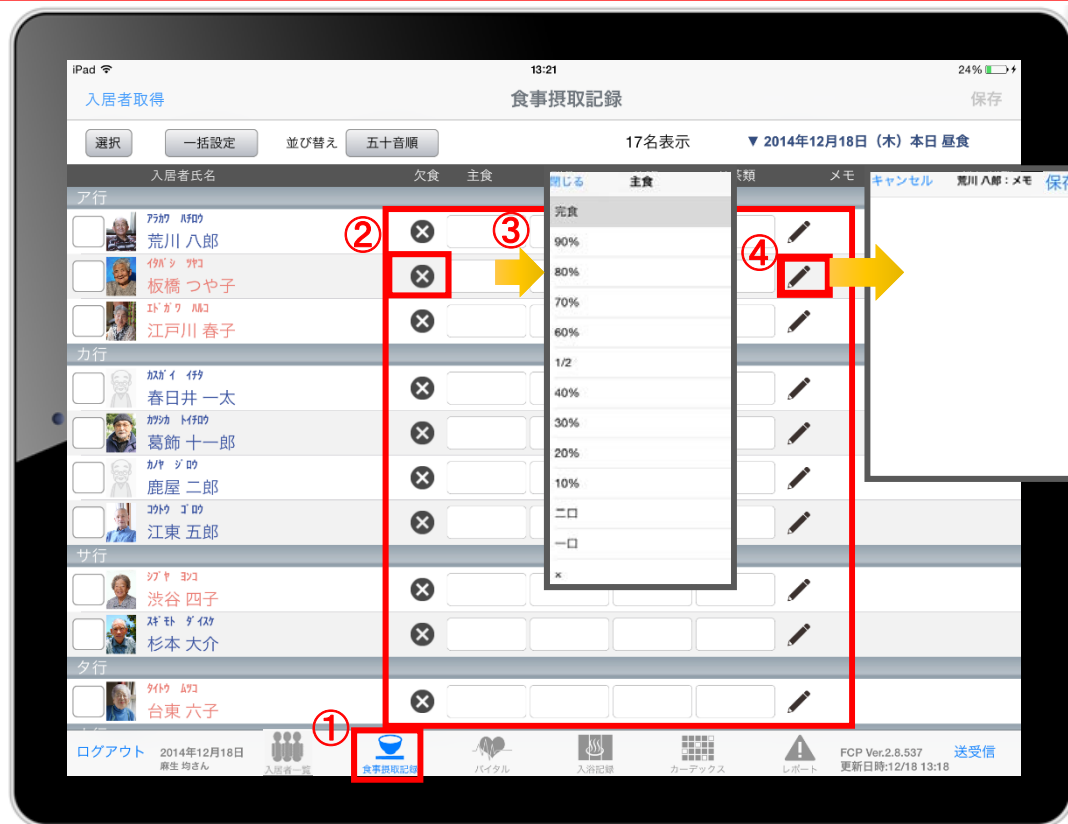 iPad 13:21 24%
入居者取得 食事摂取記録 保存
選択 一括設定 並び替え 五十音順 17名表示 ▼ 2014年12月18日（木）本日 昼食
入居者氏名 欠食 主食 茶類 メモ
閉じる 主食
キャンセル 荒川 八郎：メモ 保存
ア行
完食
② ③ ④
ｱﾗｶﾜ ﾊﾁﾛｳ
荒川 八郎
90%
ｲﾀﾊﾞｼ ﾂﾔｺ
板橋 つや子
80%
ｴﾄﾞｶﾞﾜ ﾊﾙｺ
江戸川 春子
70%
60%
カ行
1/2
ｶｽｶﾞｲ ｲﾁﾀ
春日井 一太
40%
ｶﾂｼｶ ﾄｲﾁﾛｳ
葛飾 十一郎
30%
20%
ｶﾉﾔ ｼﾞﾛｳ
鹿屋 二郎
10%
ｺｳﾄｳ ｺﾞﾛｳ
江東 五郎
二口
一口
サ行
×
ｼﾌﾞﾔ ﾖﾝｺ
渋谷 四子
ｽｷﾞﾓﾄ ﾀﾞｲｽｹ
杉本 大介
タ行
ﾀｲﾄｳ ﾑﾂｺ
台東 六子
①
ログアウト 2014年12月18日 麻生 均さん
入居者一覧 食事摂取記録 バイタル 入浴記録 カーデックス レポート
FCP Ver.2.8.537 送受信
更新日時:12/18 13:18